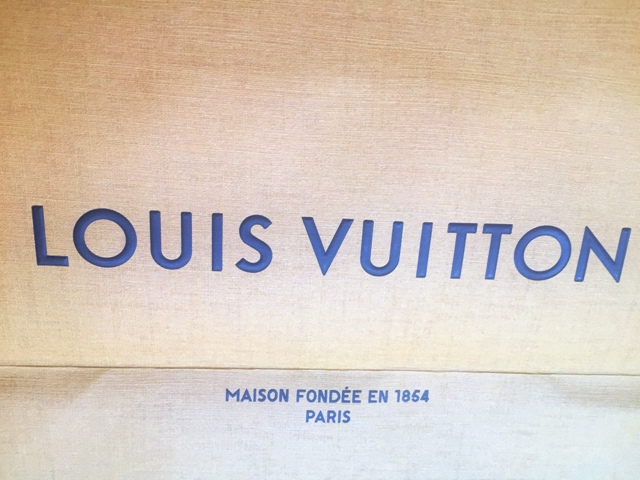 LOUIS VUITTON
MAISON FONDÉE EN 1854
PARIS